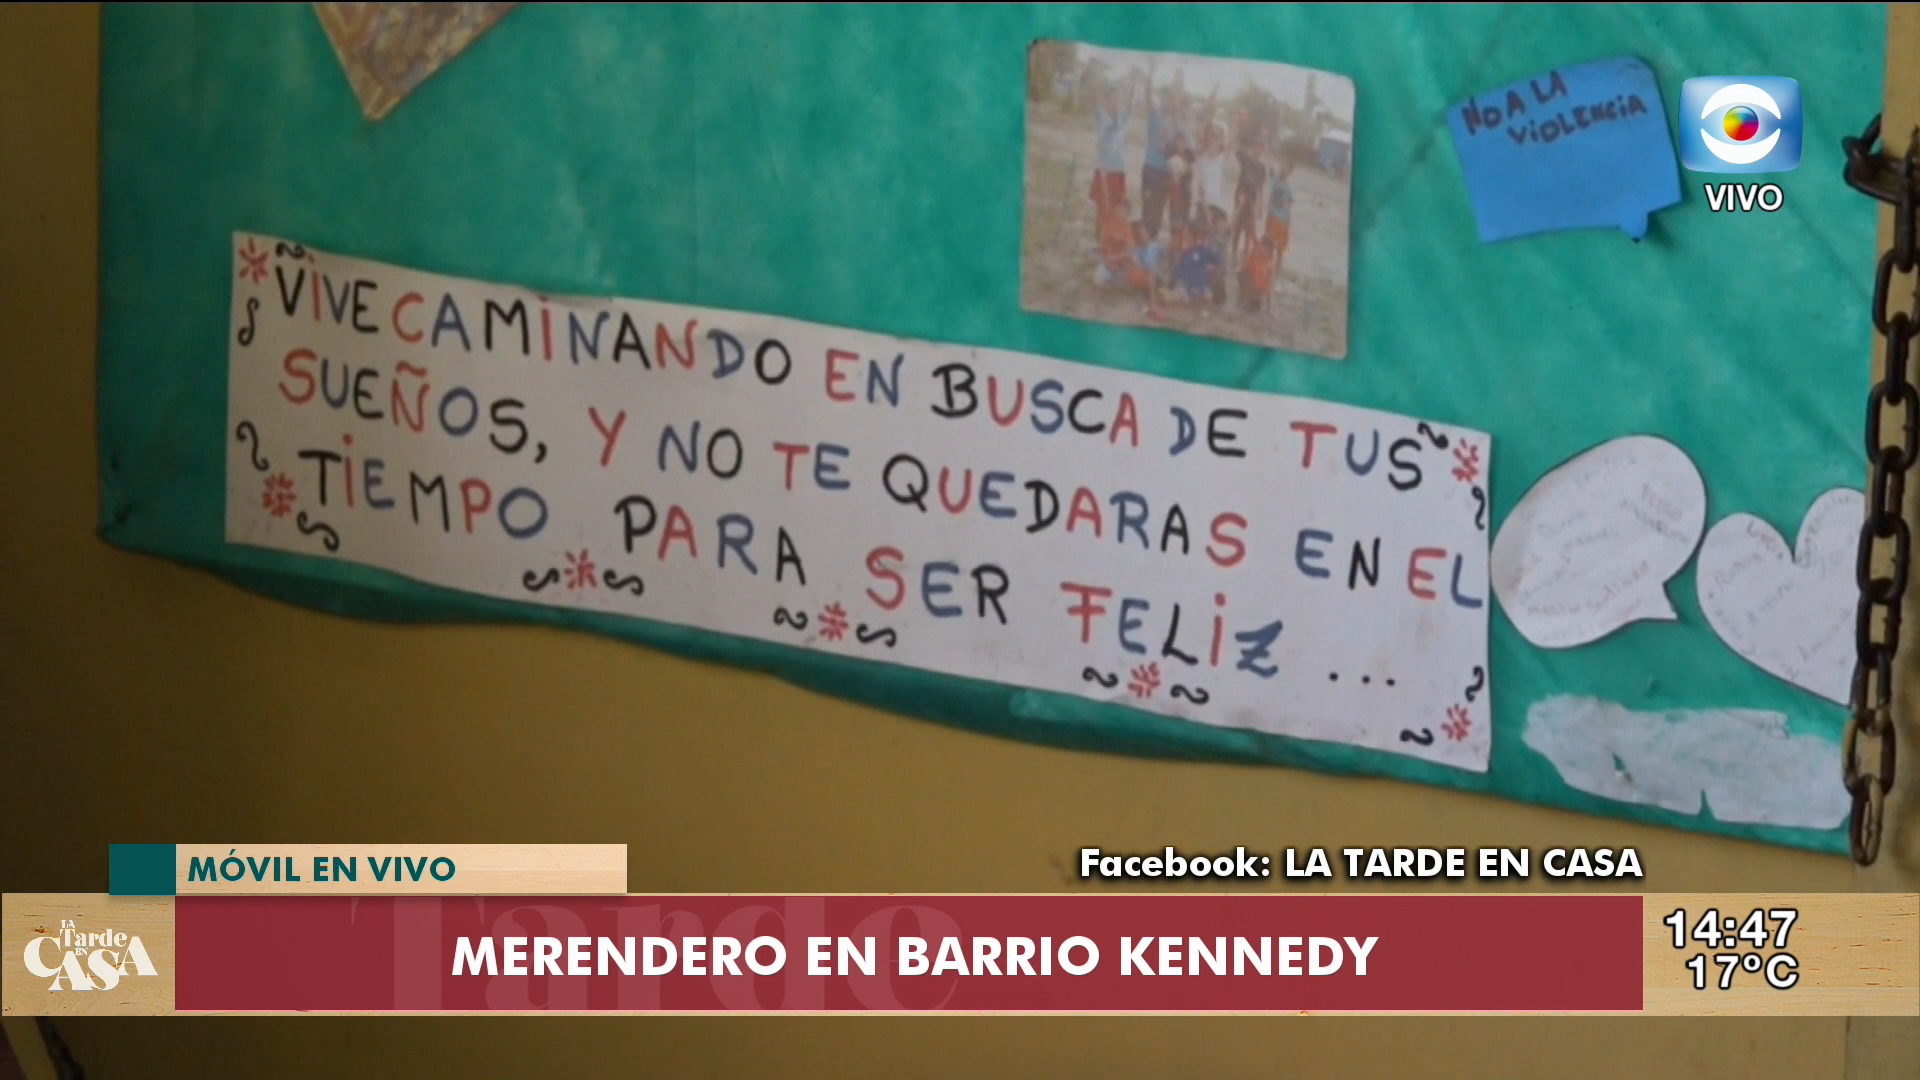 NO A LA
VIOLENCIA
VIVO
VIVE CAMINANDO EN BUSCA DE TUS
SUEÑOS, Y NO TE QUEDARAS EN EL
TIEMPO PARA SER FELIZ ...
MÓVIL EN VIVO
Facebook: LA TARDE EN CASA
LA
Tarde
EN
CASA
MERENDERO EN BARRIO KENNEDY
14:47
17°C